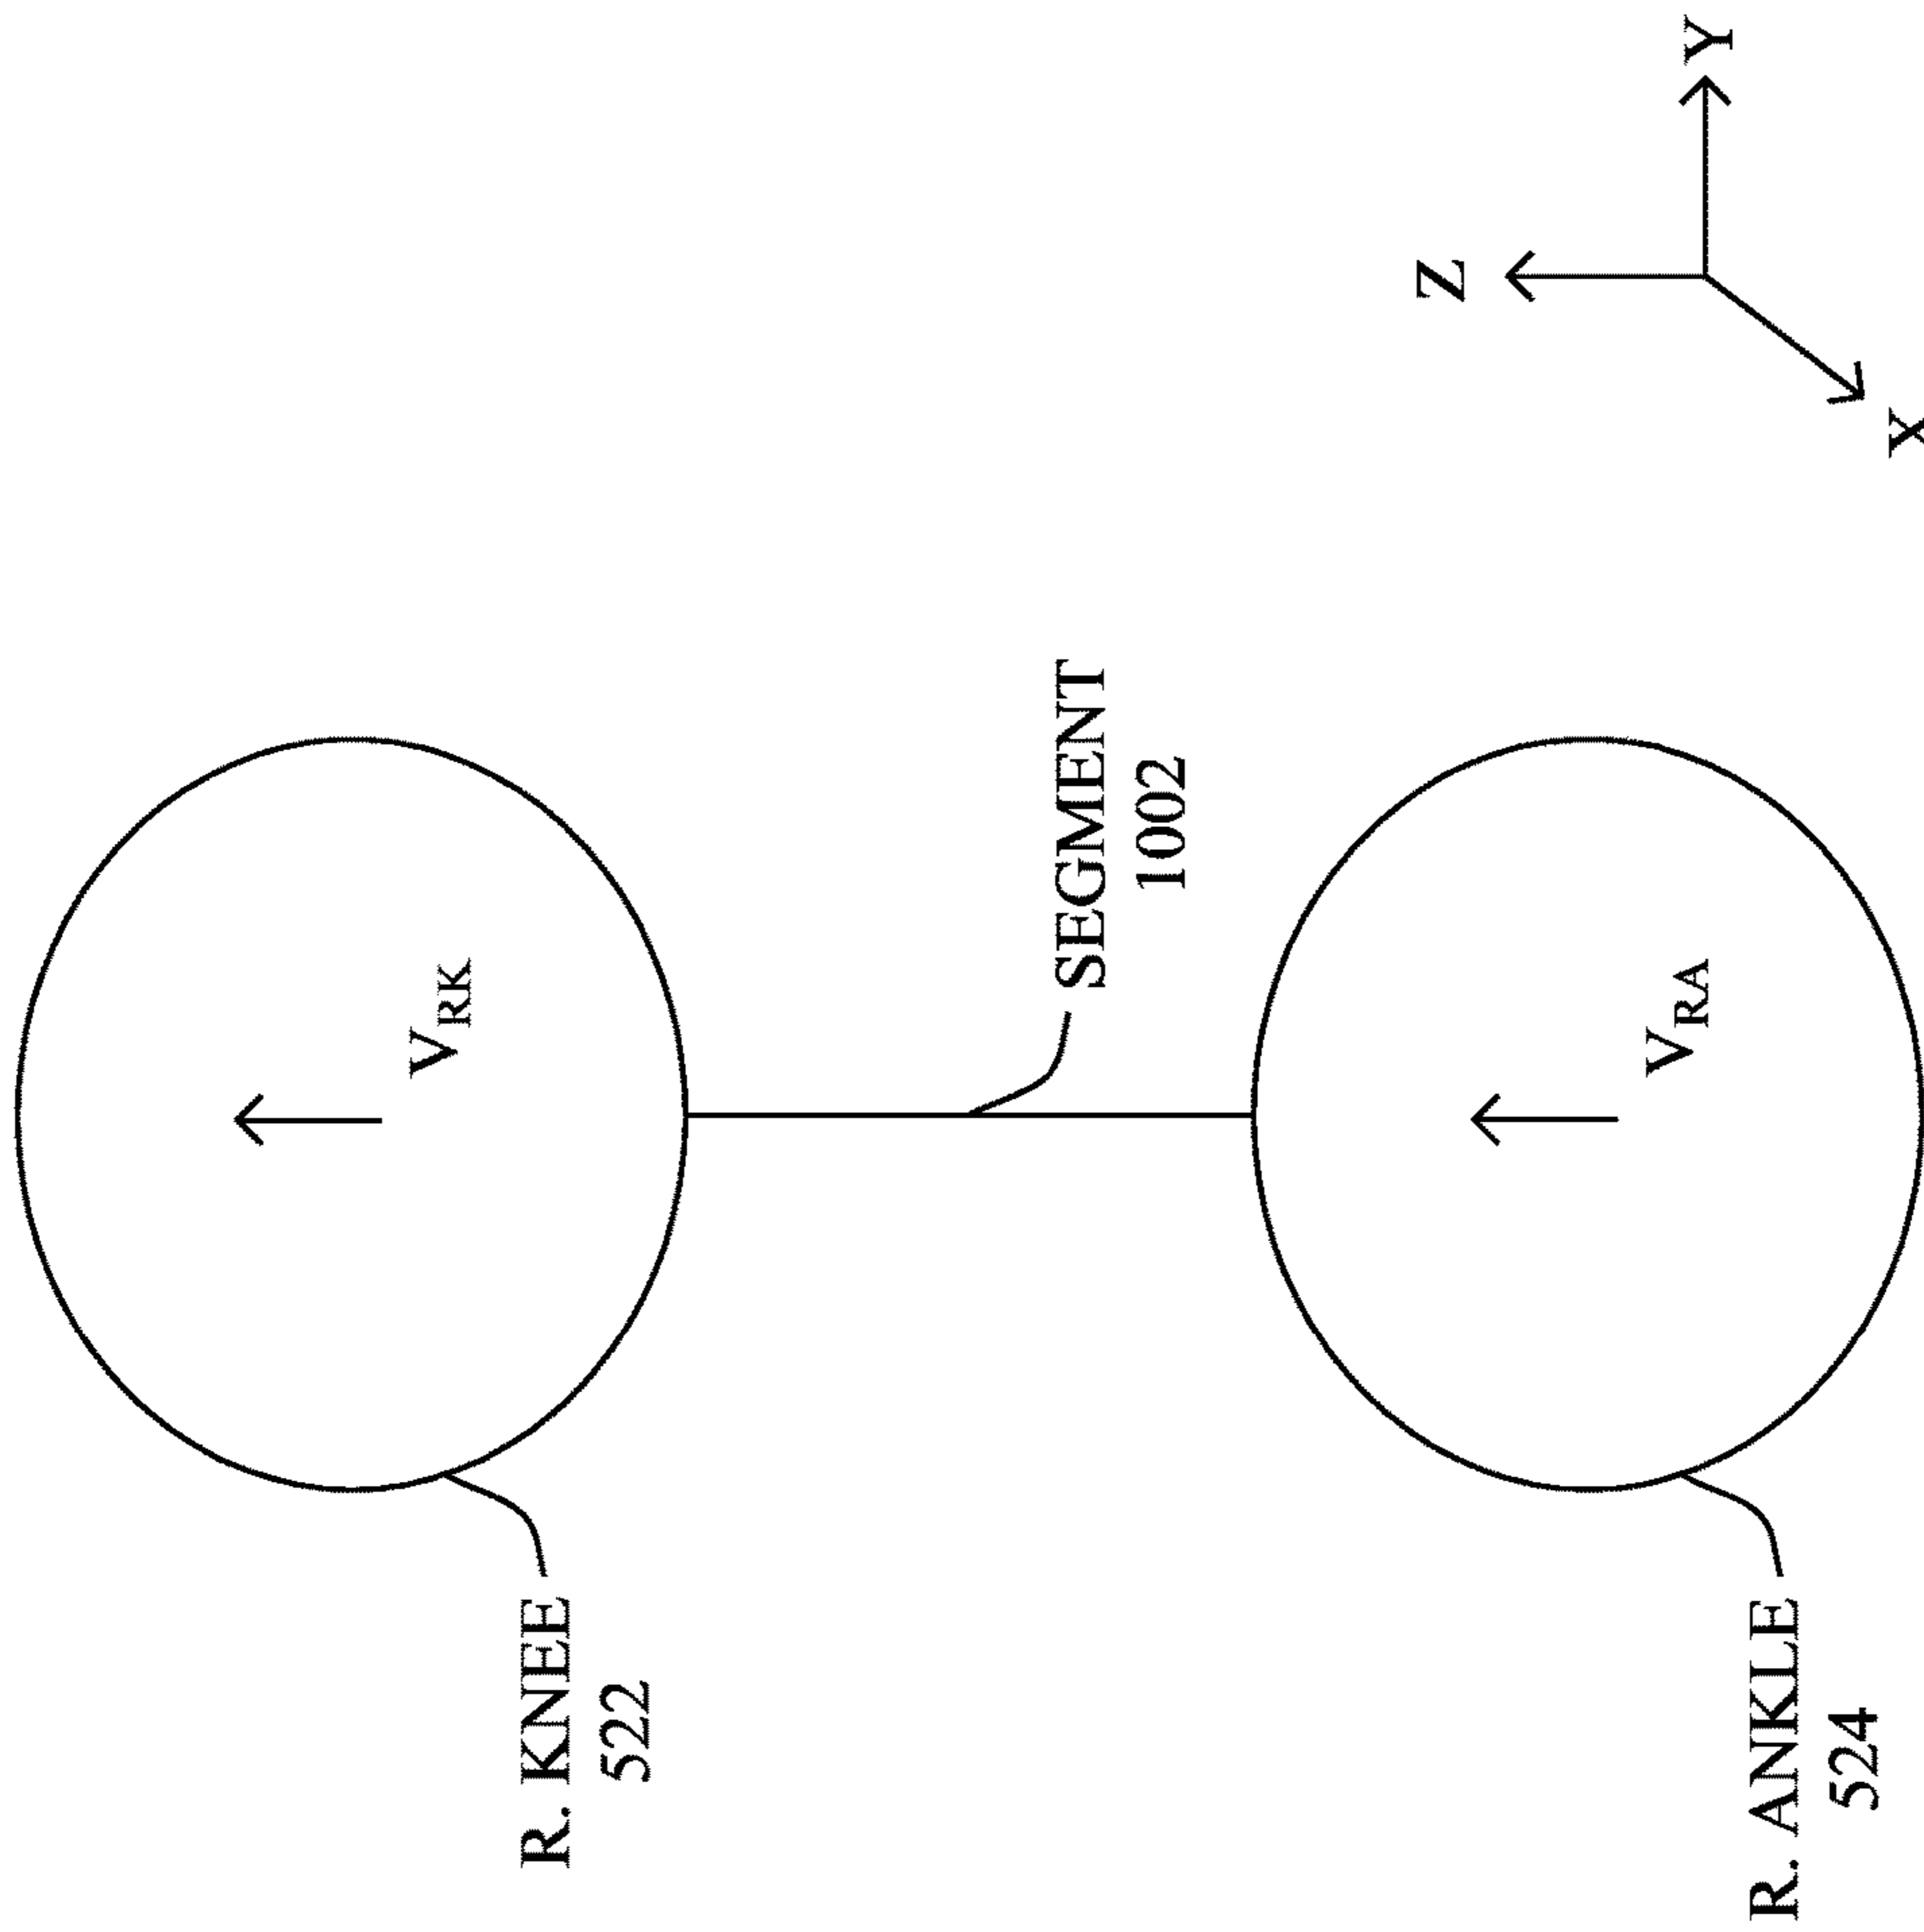 R. KNEE
522
V_RK
SEGMENT
1002
R. ANKLE
524
V_RA
Z
Y
X